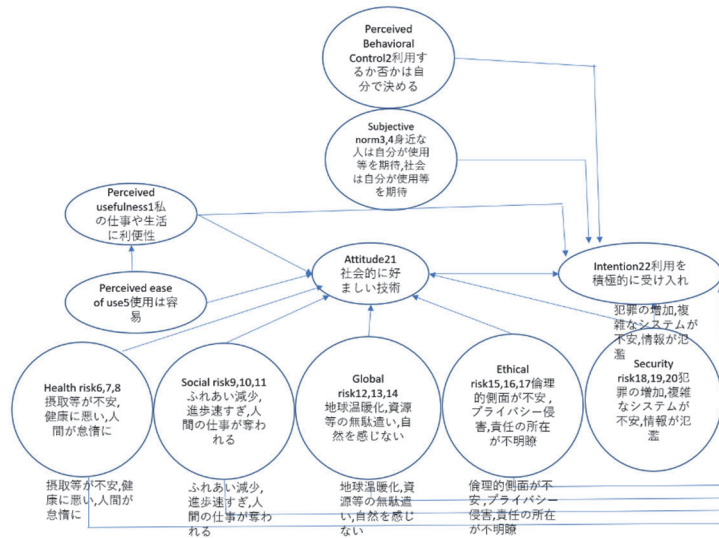 Perceived
Behavioral
Control2利用す
るか否かは自
分で決める
Subjective
norm3,4身近な
人は自分が使用
等を期待,社会
は自分が使用等
を期待
Perceived
usefulness1私
の仕事や生活
に利便性
Attitude21
社会的に好
ましい技術
Intention22利用を
積極的に受け入れ
Perceived ease
of use5使用は容
易
犯罪の増加,複
雑なシステムが
不安,情報が氾
濫
Health risk6,7,8
摂取等が不安,
健康に悪い,人
間が怠惰に
Social risk9,10,11
ふれあい減少,
進歩速すぎ,人
間の仕事が奪わ
れる
Global
risk12,13,14
地球温暖化,資源
等の無駄遣い,自
然を感じない
Ethical
risk15,16,17倫理
的側面が不安,
プライバシー侵
害,責任の所在
が不明瞭
Security
risk18,19,20犯
罪の増加,複雑な
システムが不
安,情報が氾
濫
摂取等が不安,健
康に悪い,人間が
怠惰に
ふれあい減少,
進歩速すぎ,人
間の仕事が奪わ
れる
地球温暖化,資
源等の無駄遣
い,自然を感じ
ない
倫理的側面が不
安,プライバシー
侵害,責任の所在
が不明瞭